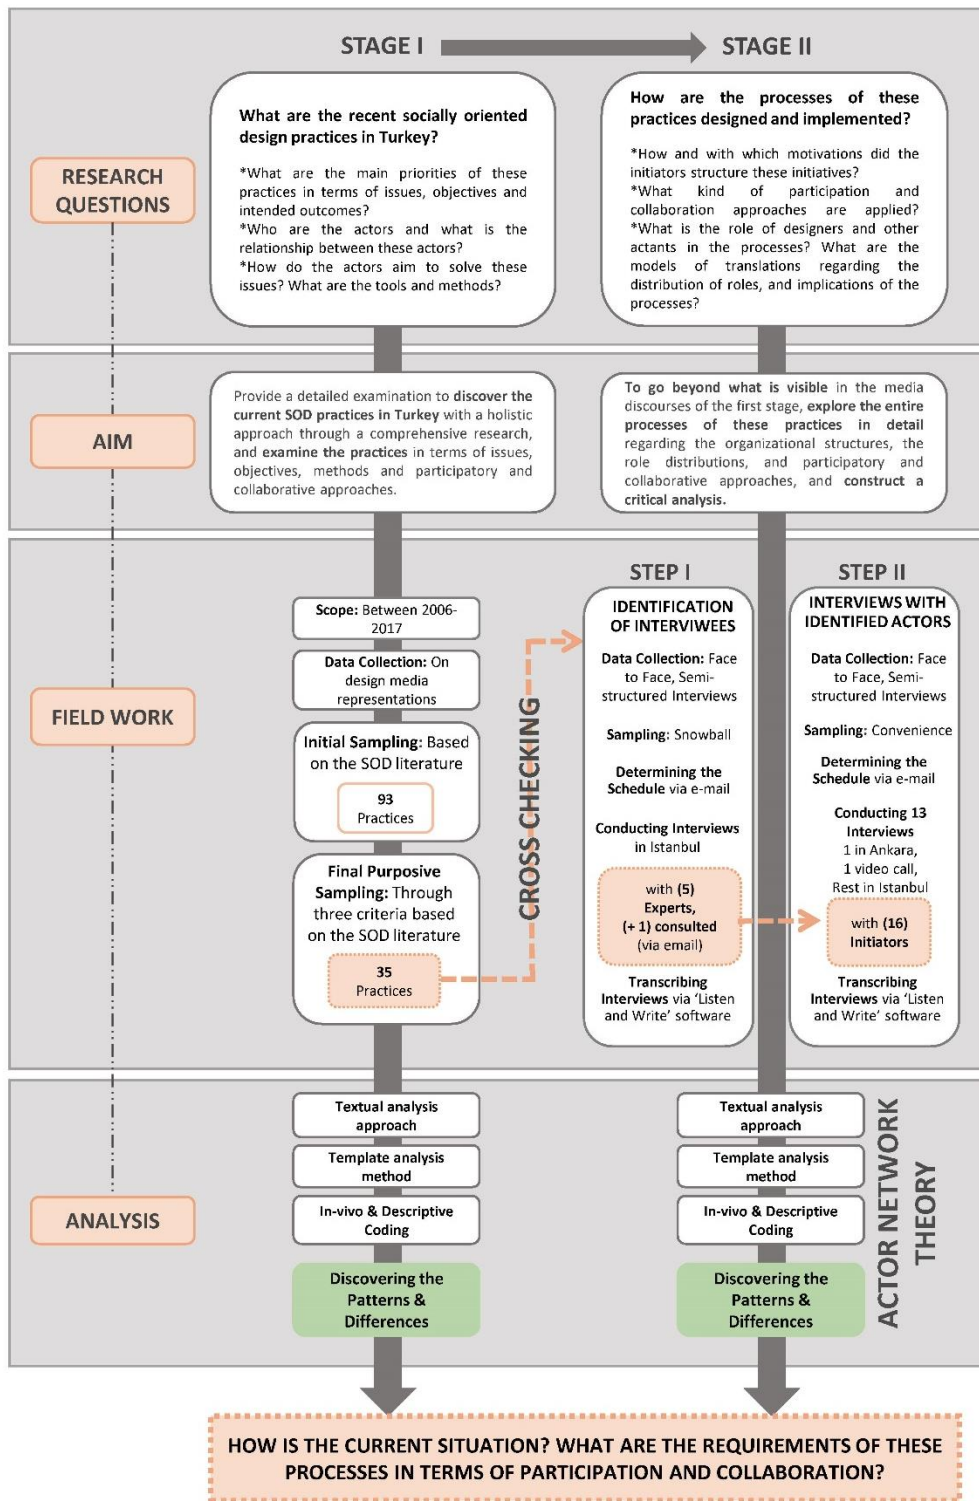 STAGE I
STAGE II
RESEARCH
QUESTIONS
What are the recent socially oriented
design practices in Turkey?
*What are the main priorities of these
practices in terms of issues, objectives and
intended outcomes?
*Who are the actors and what is the
relationship between these actors?
*How do the actors aim to solve these
issues? What are the tools and methods?
How are the processes of these
practices designed and implemented?
*How and with which motivations did the
initiators structure these initiatives?
*What kind of participation and
collaboration approaches are applied?
*What is the role of designers and other
actants in the processes? What are the
models of translations regarding the
distribution of roles, and implications of the
processes?
AIM
Provide a detailed examination to discover the
current SOD practices in Turkey with a holistic
approach through a comprehensive research,
and examine the practices in terms of issues,
objectives, methods and participatory and
collaborative approaches.
To go beyond what is visible in the media
discourses of the first stage, explore the entire
processes of these practices in detail
regarding the organizational structures, the
role distributions, and participatory and
collaborative approaches, and construct a
critical analysis.
FIELD WORK
Scope: Between 2006-
2017
Data Collection: On
design media
representations
Initial Sampling: Based
on the SOD literature
93
Practices
Final Purposive
Sampling: Through
three criteria based
on the SOD literature
35
Practices
CROSS CHECKING
STEP I
IDENTIFICATION
OF INTERVIWEES
Data Collection: Face
to Face, Semi-
structured Interviews
Sampling: Snowball
Determining the
Schedule via e-mail
Conducting Interviews
in Istanbul
with (5)
Experts,
(+ 1) consulted
(via email)
Transcribing
Interviews via ‘Listen
and Write’ software
STEP II
INTERVIEWS WITH
IDENTIFIED ACTORS
Data Collection: Face
to Face, Semi-
structured Interviews
Sampling: Convenience
Determining the
Schedule via e-mail
Conducting 13
Interviews
1 in Ankara,
1 video call,
Rest in Istanbul
with (16)
Initiators
Transcribing
Interviews via ‘Listen
and Write’ software
ANALYSIS
Textual analysis
approach
Template analysis
method
In-vivo & Descriptive
Coding
Discovering the
Patterns &
Differences
Textual analysis
approach
Template analysis
method
In-vivo & Descriptive
Coding
Discovering the
Patterns &
Differences
ACTOR NETWORK
THEORY
HOW IS THE CURRENT SITUATION? WHAT ARE THE REQUIREMENTS OF THESE
PROCESSES IN TERMS OF PARTICIPATION AND COLLABORATION?